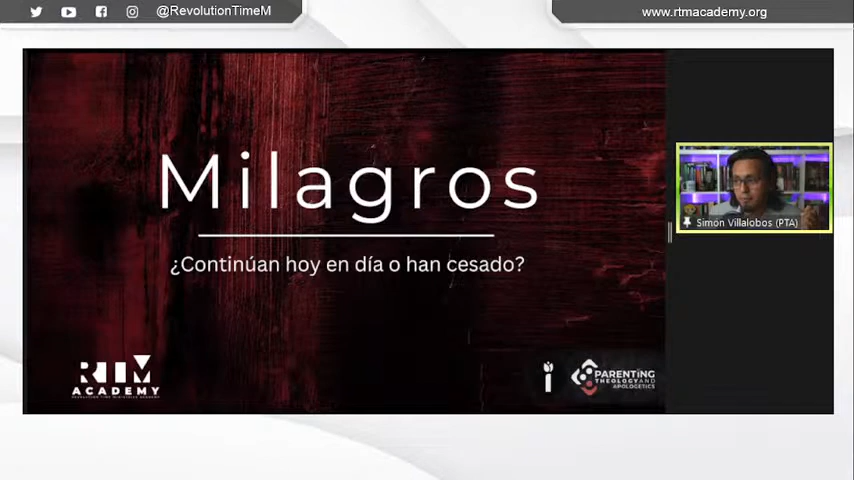 @RevolutionTimeM
www.rtmacademy.org
Milagros
¿Continúan hoy en día o han cesado?
Simón Villalobos (PTA)
RTM
ACADEMY
PARENTING
THEOLOGY AND
APOLOGETICS